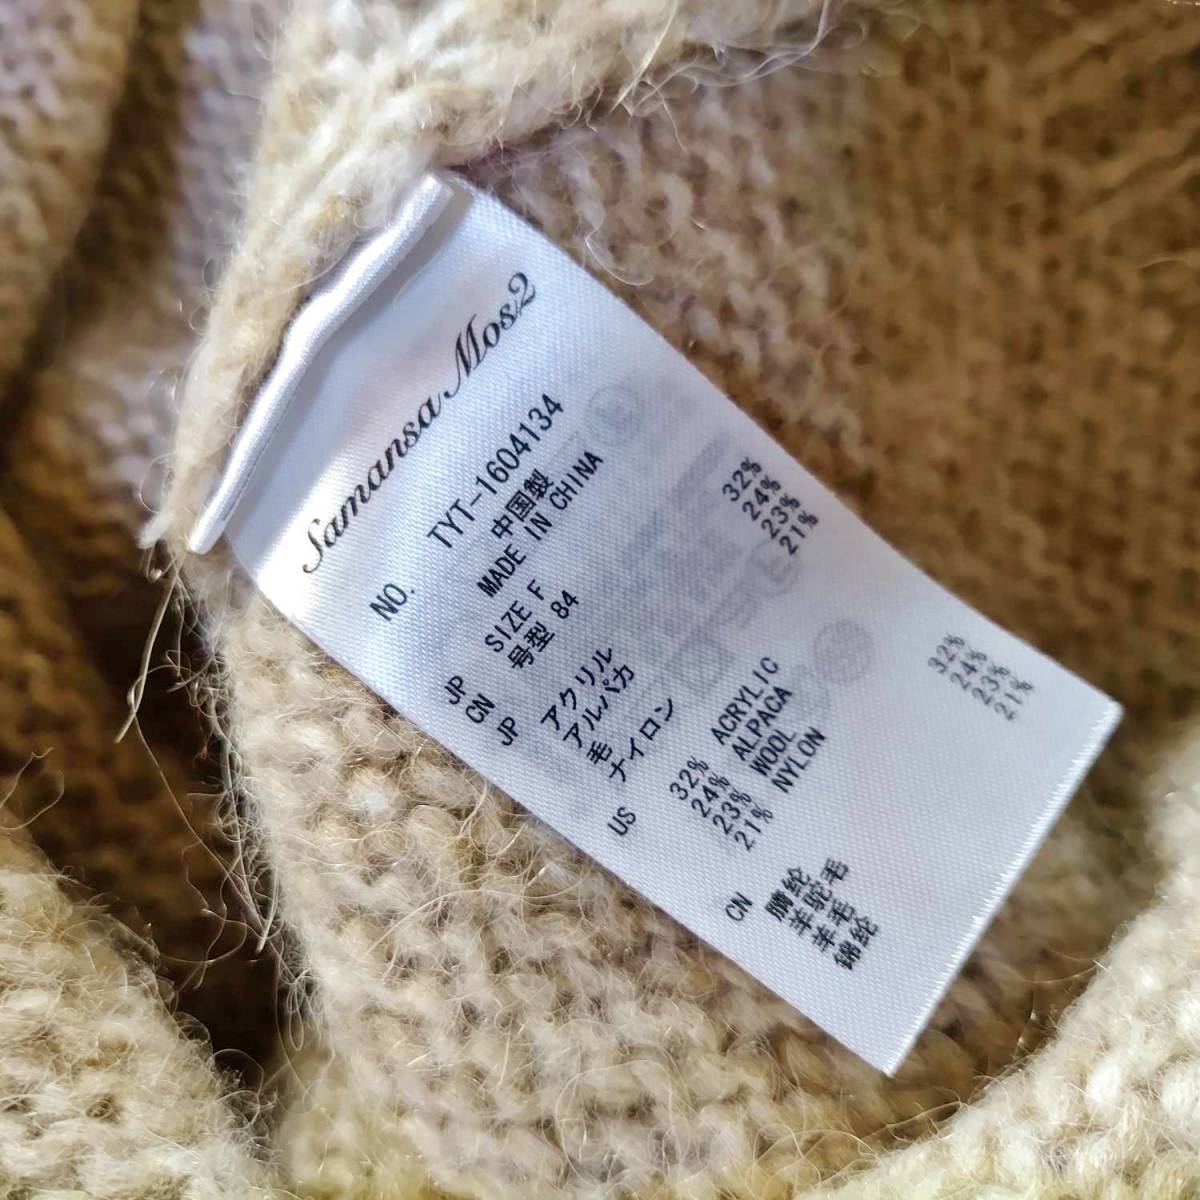 Samansa Mos2
NO. TYT-1604134
中国製
MADE IN CHINA
JP SIZE F
CN 号型 84
JP アクリル 32%
アルパカ 24%
毛 23%
ナイロン 21%
US 32% ACRYLIC
24% ALPACA
23% WOOL
21% NYLON
CN 腈纶 32%
羊驼毛 24%
羊毛 23%
锦纶 21%